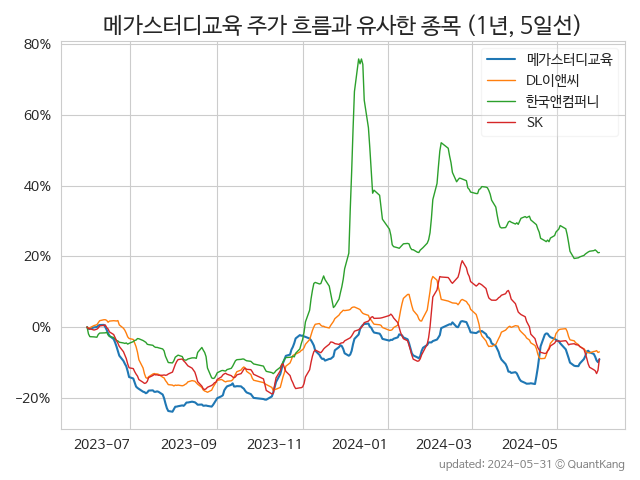 메가스터디교육 주가 흐름과 유사한 종목 (1년, 5일선)
80%
60%
40%
20%
0%
−20%
메가스터디교육
DL이앤씨
한국앤컴퍼니
SK
2023−07
2023−09
2023−11
2024−01
2024−03
2024−05
updated: 2024-05-31 © QuantKang